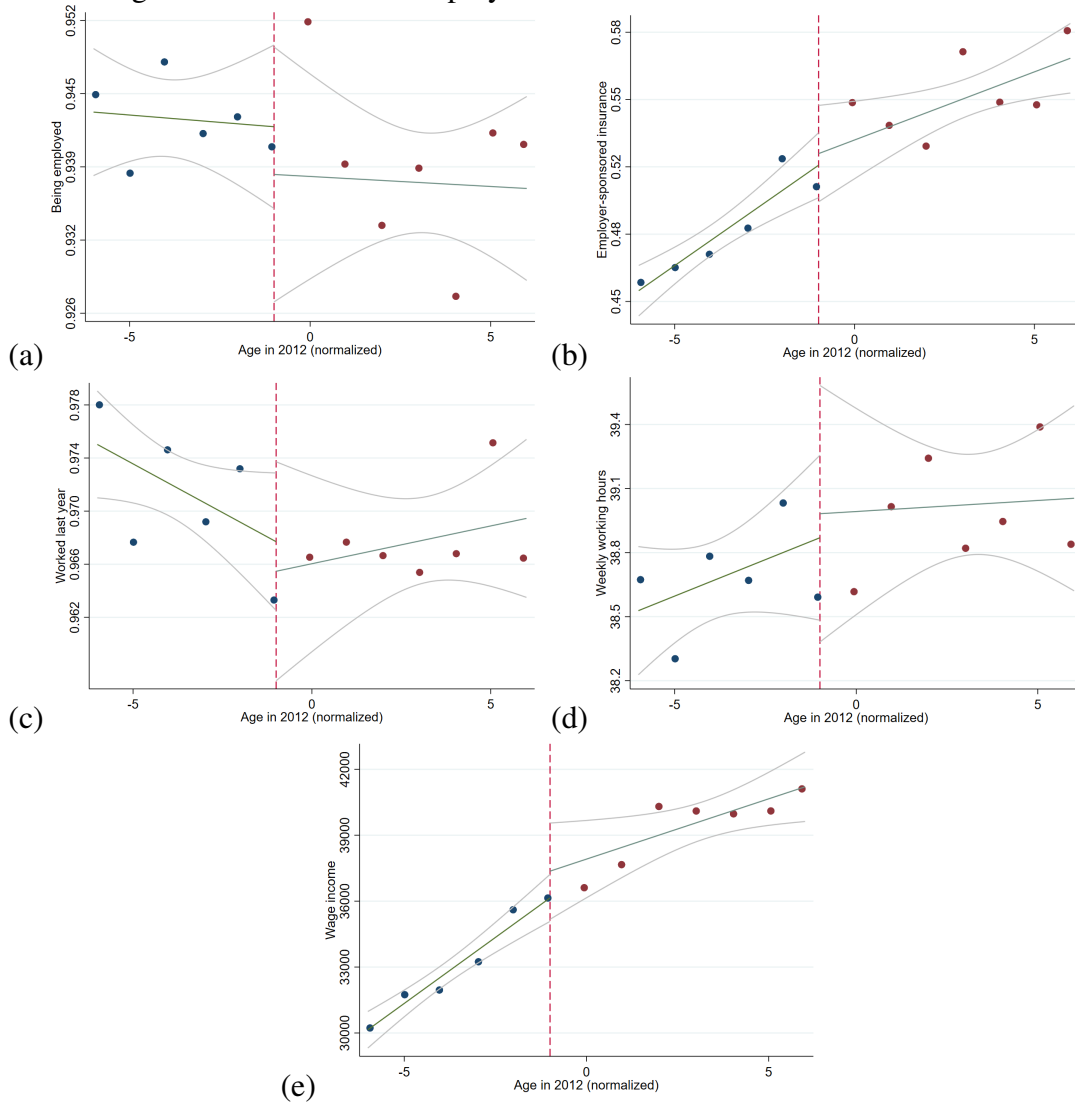 0.952
0.945
0.939
0.932
0.926
Being employed
-5 0 5
Age in 2012 (normalized)
(a)
0.58
0.55
0.52
0.48
0.45
Employer-sponsored insurance
-5 0 5
Age in 2012 (normalized)
(b)
0.978
0.974
0.970
0.966
0.962
Worked last year
-5 0 5
Age in 2012 (normalized)
(c)
39.4
39.1
38.8
38.5
38.2
Weekly working hours
-5 0 5
Age in 2012 (normalized)
(d)
42000
39000
36000
33000
30000
Wage income
-5 0 5
Age in 2012 (normalized)
(e)